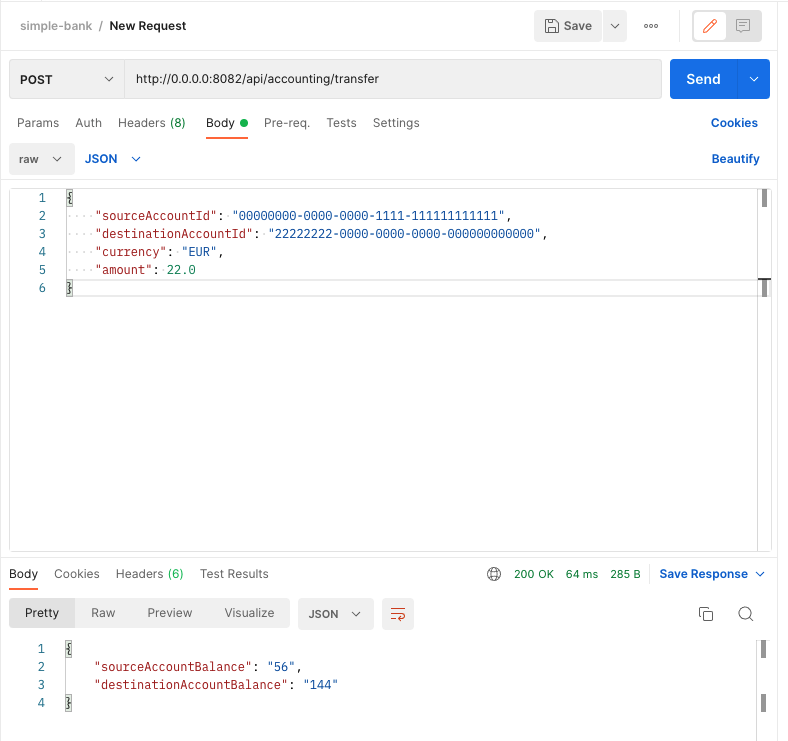 simple-bank / New Request
Save
POST
http://0.0.0.0:8082/api/accounting/transfer
Send
Params Auth Headers (8) Body Pre-req. Tests Settings Cookies
raw JSON Beautify
1 {
2 "sourceAccountId": "00000000-0000-0000-1111-111111111111",
3 "destinationAccountId": "22222222-0000-0000-0000-000000000000",
4 "currency": "EUR",
5 "amount": 22.0
6 }
Body Cookies Headers (6) Test Results 200 OK 64 ms 285 B Save Response
Pretty Raw Preview Visualize JSON
1 {
2 "sourceAccountBalance": "56",
3 "destinationAccountBalance": "144"
4 }